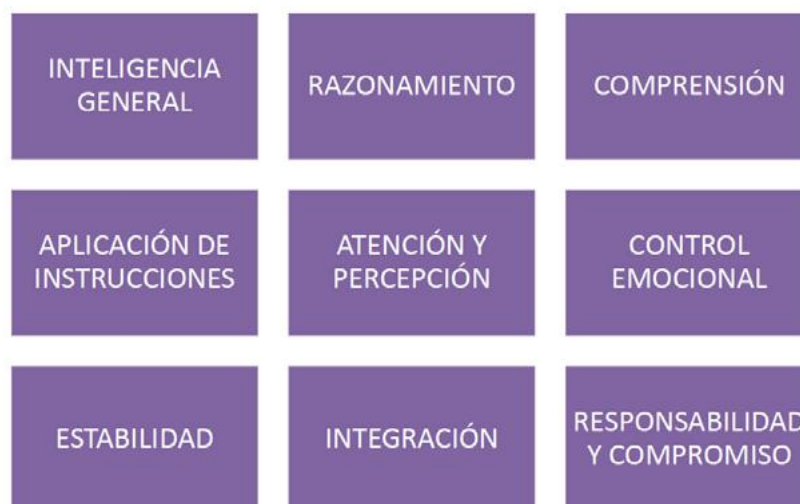 INTELIGENCIA
GENERAL
RAZONAMIENTO
COMPRENSIÓN
APLICACIÓN DE
INSTRUCCIONES
ATENCIÓN Y
PERCEPCIÓN
CONTROL
EMOCIONAL
ESTABILIDAD
INTEGRACIÓN
RESPONSABILIDAD
Y COMPROMISO